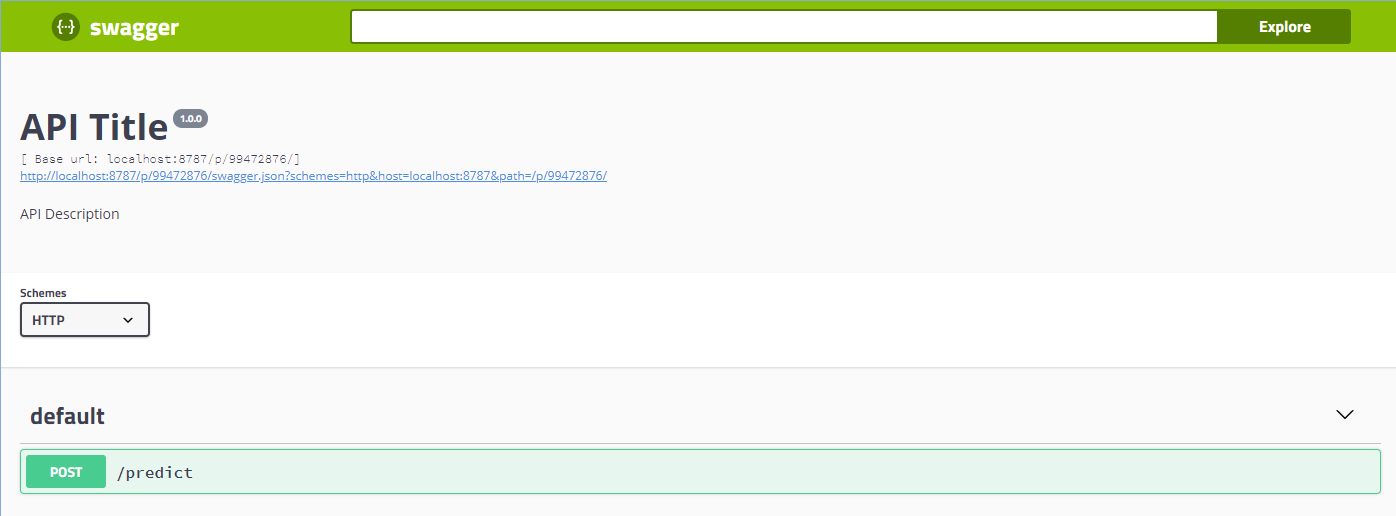 {···} swagger
Explore
API Title 1.0.0
[ Base url: localhost:8787/p/99472876/]
http://localhost:8787/p/99472876/swagger.json?schemes=http&host=localhost:8787&path=/p/99472876/
API Description
Schemes
HTTP
default
POST /predict